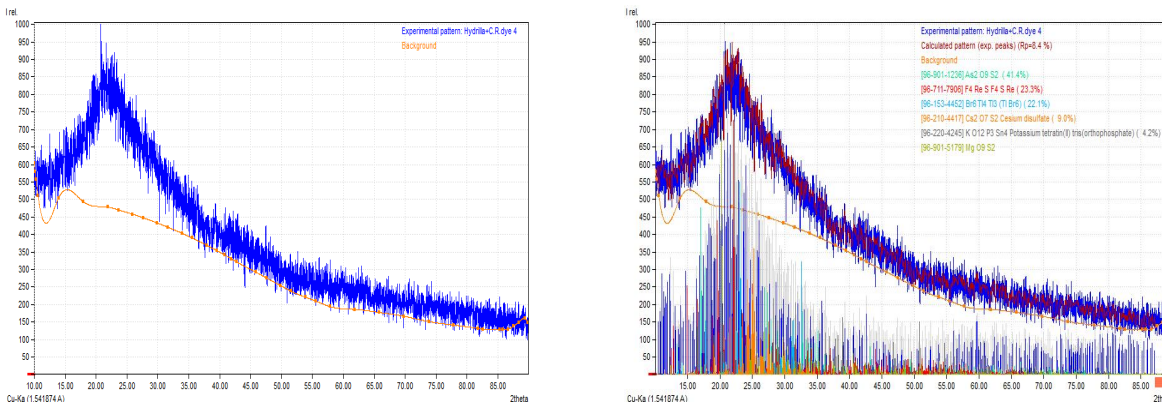 I rel.
Experimental pattern: Hydrilla+C.R.dye 4
Background
1000
950
900
850
800
750
700
650
600
550
500
450
400
350
300
250
200
150
100
50
10.00 15.00 20.00 25.00 30.00 35.00 40.00 45.00 50.00 55.00 60.00 65.00 70.00 75.00 80.00 85.00
Cu-Ka (1.541874 A) 2theta
I rel.
Experimental pattern: Hydrilla+C.R.dye 4
Calculated pattern (exp. peaks) (Rp=8.4 %)
Background
[96-901-1236] As2 O9 S2 ( 41.4%)
[96-711-7906] F4 Re S F4 S Re ( 23.3%)
[96-153-4452] Br6 Tl4 Tl3 (Tl Br6) ( 22.1%)
[96-210-4417] Cs2 O7 S2 Cesium disulfate ( 9.0%)
[96-220-4245] K O12 P3 Sn4 Potassium tetratin(II) tris(orthophosphate) ( 4.2%)
[96-901-5179] Mg O9 S2
1000
950
900
850
800
750
700
650
600
550
500
450
400
350
300
250
200
150
100
50
15.00 20.00 25.00 30.00 35.00 40.00 45.00 50.00 55.00 60.00 65.00 70.00 75.00 80.00 85.00
Cu-Ka (1.541874 A) 2th